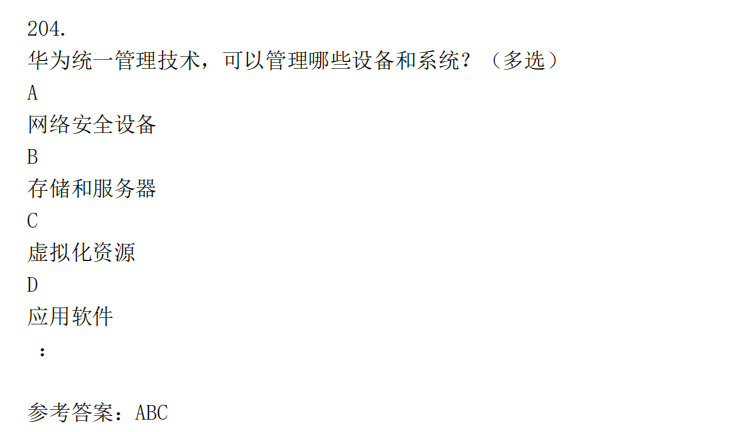 204.
华为统一管理技术，可以管理哪些设备和系统？（多选）
A
网络安全设备
B
存储和服务器
C
虚拟化资源
D
应用软件
：
参考答案：ABC